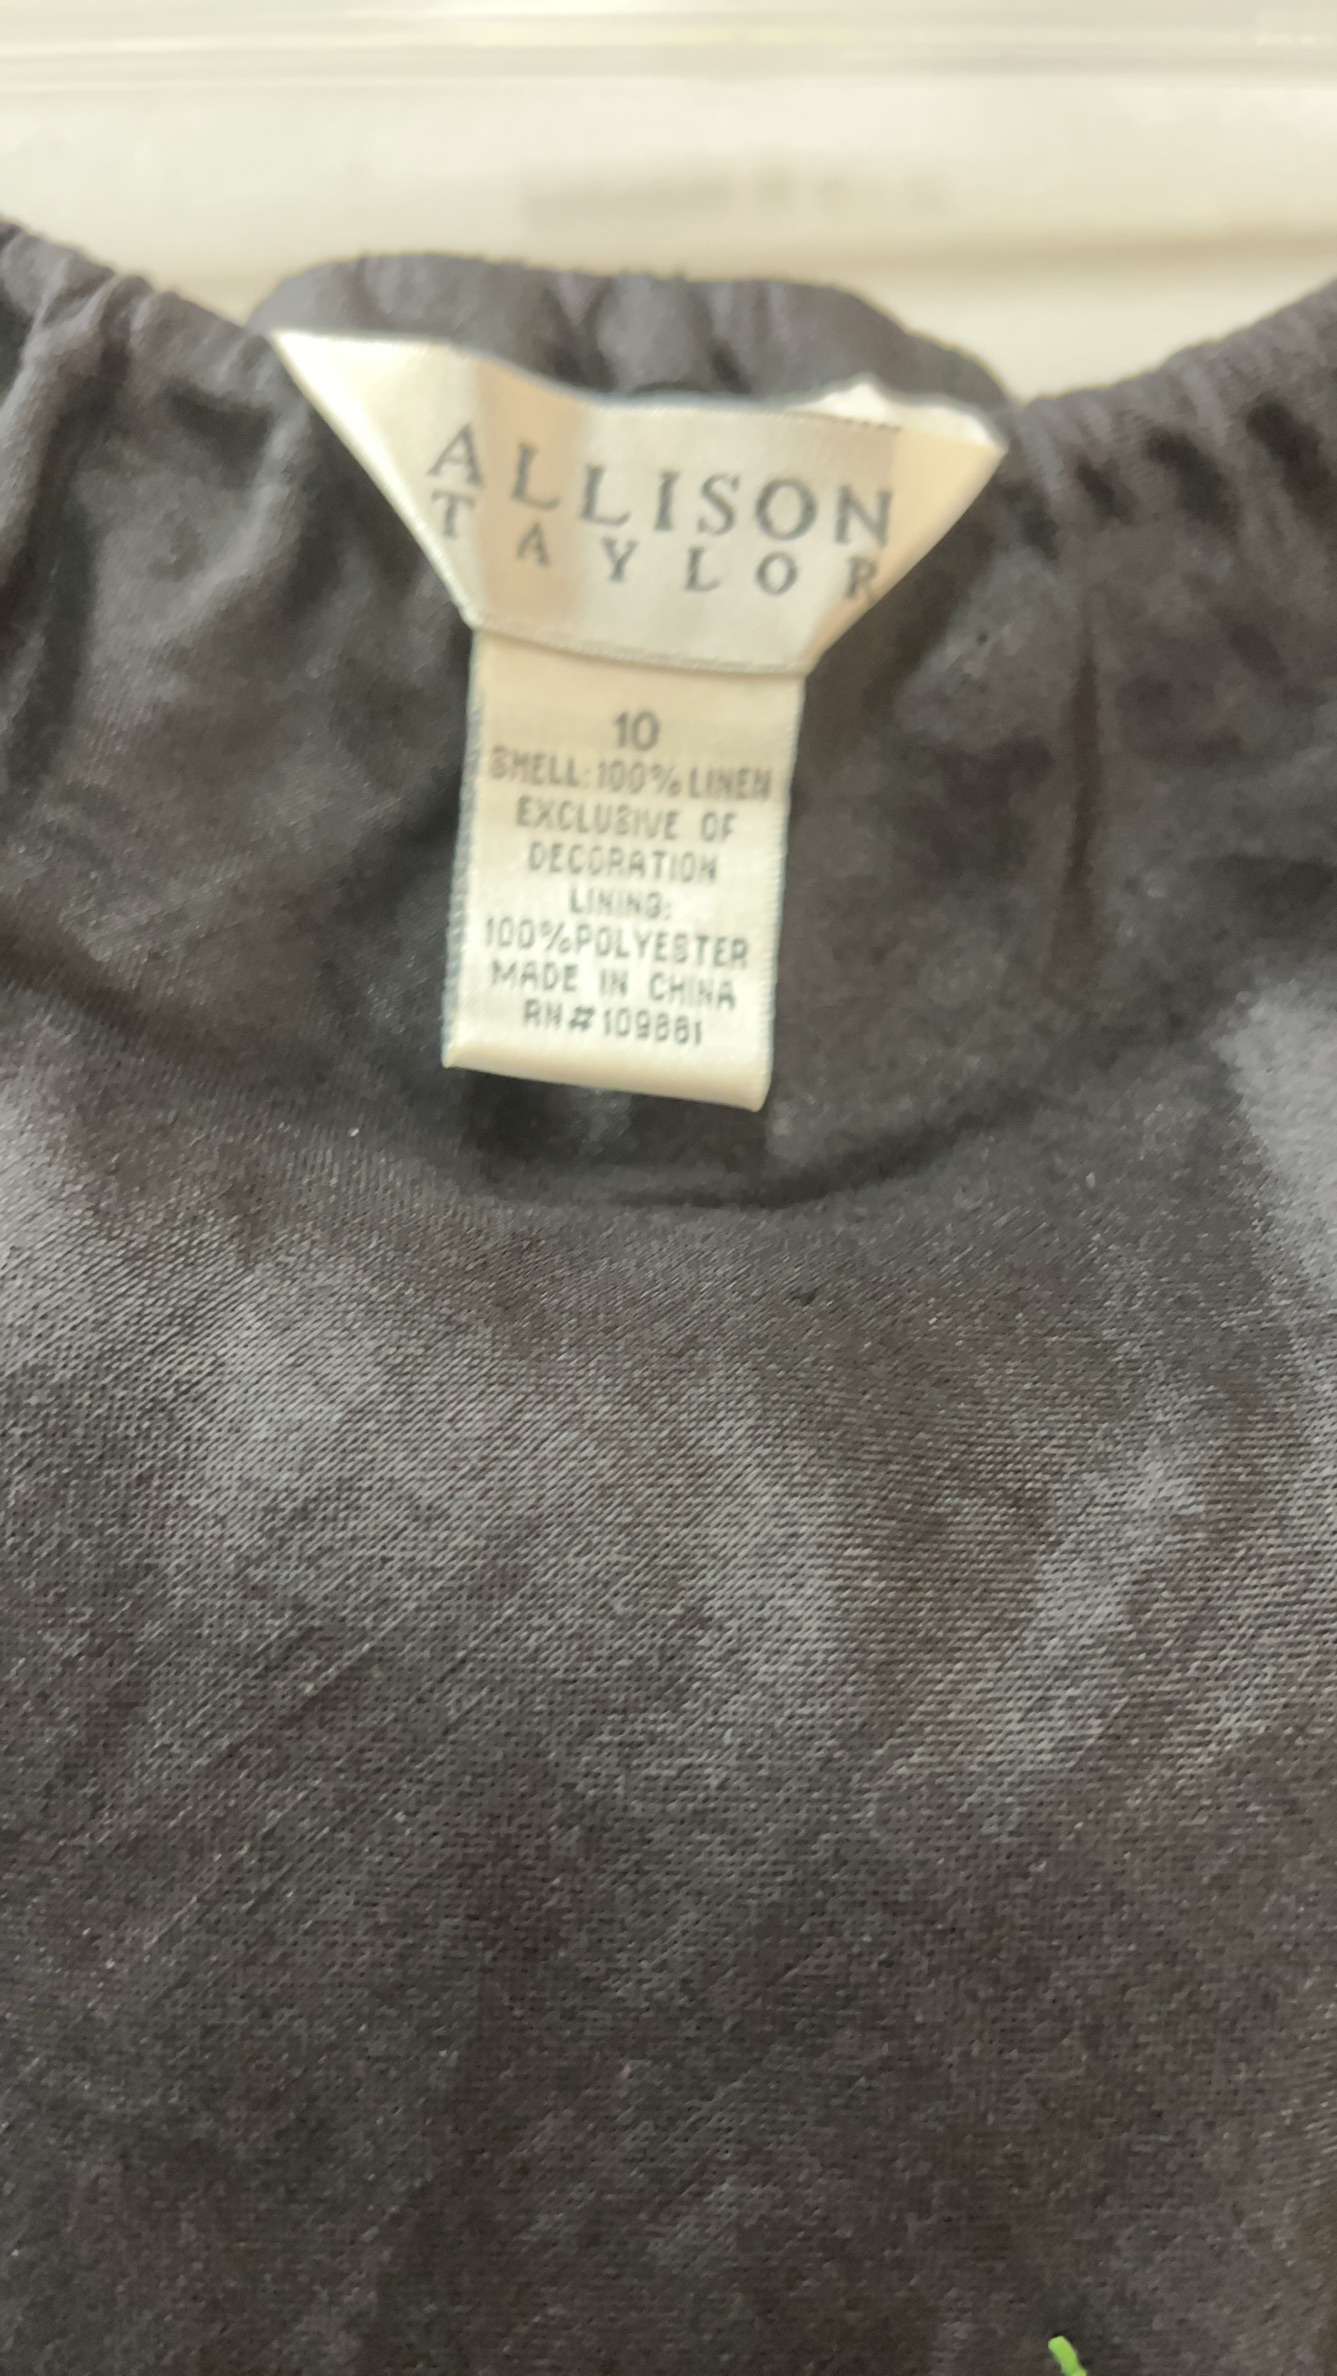 ALLISON
TAYLOR
10
SHELL:100% LINEN
EXCLUSIVE OF
DECORATION
LINING:
100%POLYESTER
MADE IN CHINA
RN#109881